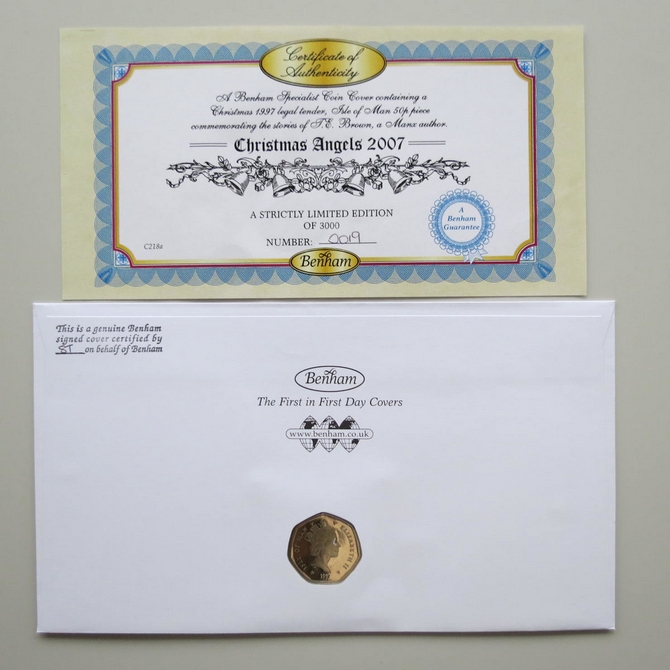 Certificate of
Authenticity
A Benham Specialist Coin Cover containing a
Christmas 1997 legal tender, Isle of Man 50p piece
commemorating the stories of T.E. Brown, a Manx author.
Christmas Angels 2007
A STRICTLY LIMITED EDITION
OF 3000
NUMBER: 0019
C218a
A
Benham
Guarantee
Benham
This is a genuine Benham
signed cover certified by
ST on behalf of Benham
Benham
The First in First Day Covers
www.benham.co.uk
ELIZABETH II